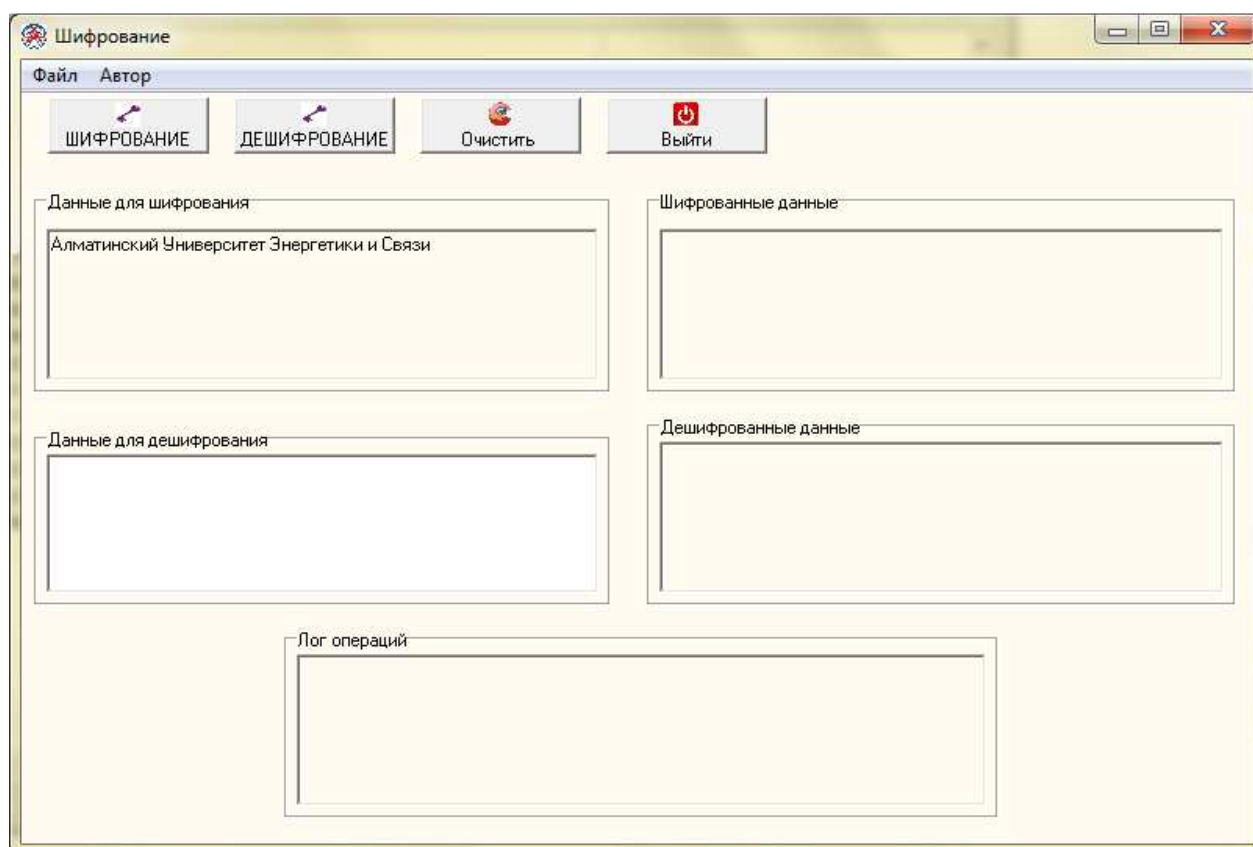 Шифрование
Файл Автор
ШИФРОВАНИЕ ДЕШИФРОВАНИЕ Очистить Выйти
Данные для шифрования
Алматинский Университет Энергетики и Связи
Шифрованные данные
Данные для дешифрования
Дешифрованные данные
Лог операций